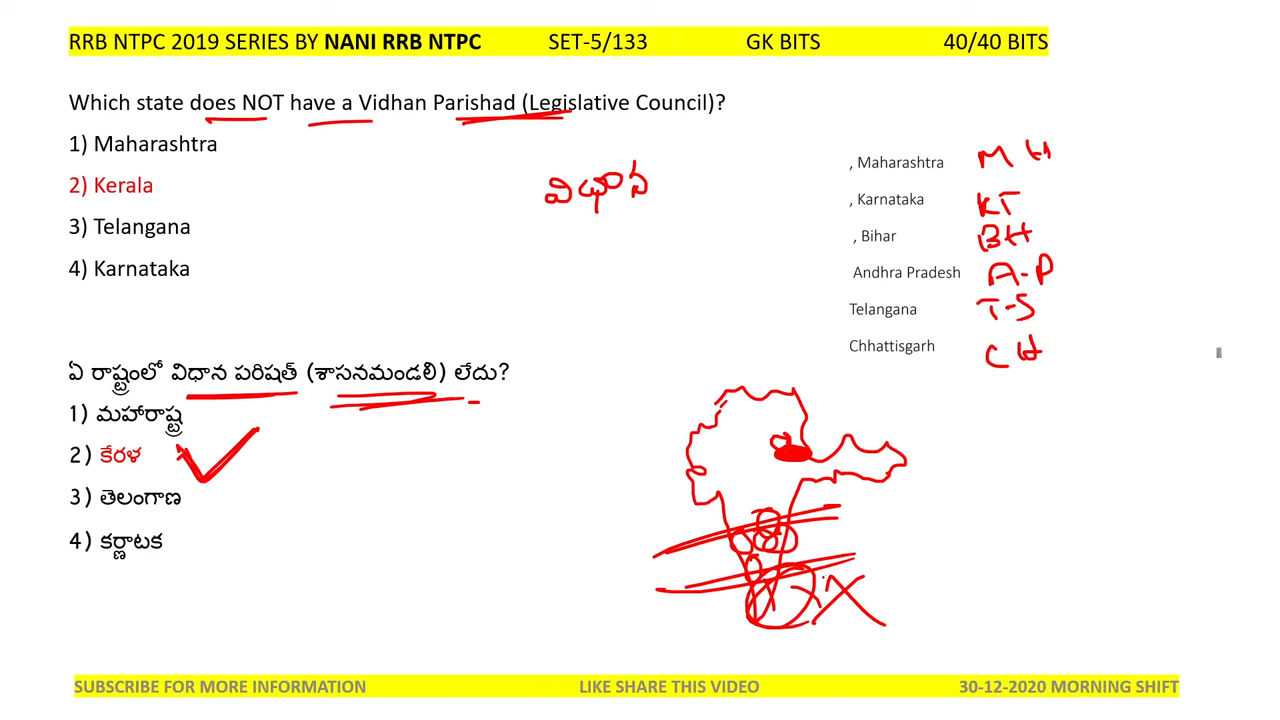 RRB NTPC 2019 SERIES BY NANI RRB NTPC SET-5/133 GK BITS 40/40 BITS
Which state does NOT have a Vidhan Parishad (Legislative Council)?
1) Maharashtra
2) Kerala
3) Telangana
4) Karnataka
విధాన
, Maharashtra MH
, Karnataka KT
, Bihar BH
Andhra Pradesh A-P
Telangana T-S
Chhattisgarh CH
ఏ రాష్ట్రంలో విధాన పరిషత్ (శాసనమండలి) లేదు?
1) మహారాష్ట్ర
2) కేరళ
3) తెలంగాణ
4) కర్ణాటక
SUBSCRIBE FOR MORE INFORMATION LIKE SHARE THIS VIDEO 30-12-2020 MORNING SHIFT